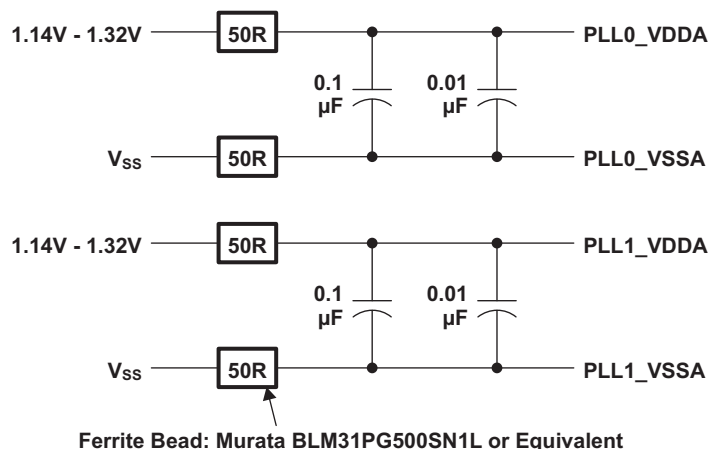 1.14V - 1.32V 50R PLL0_VDDA
0.1 µF 0.01 µF
VSS 50R PLL0_VSSA
1.14V - 1.32V 50R PLL1_VDDA
0.1 µF 0.01 µF
VSS 50R PLL1_VSSA
Ferrite Bead: Murata BLM31PG500SN1L or Equivalent